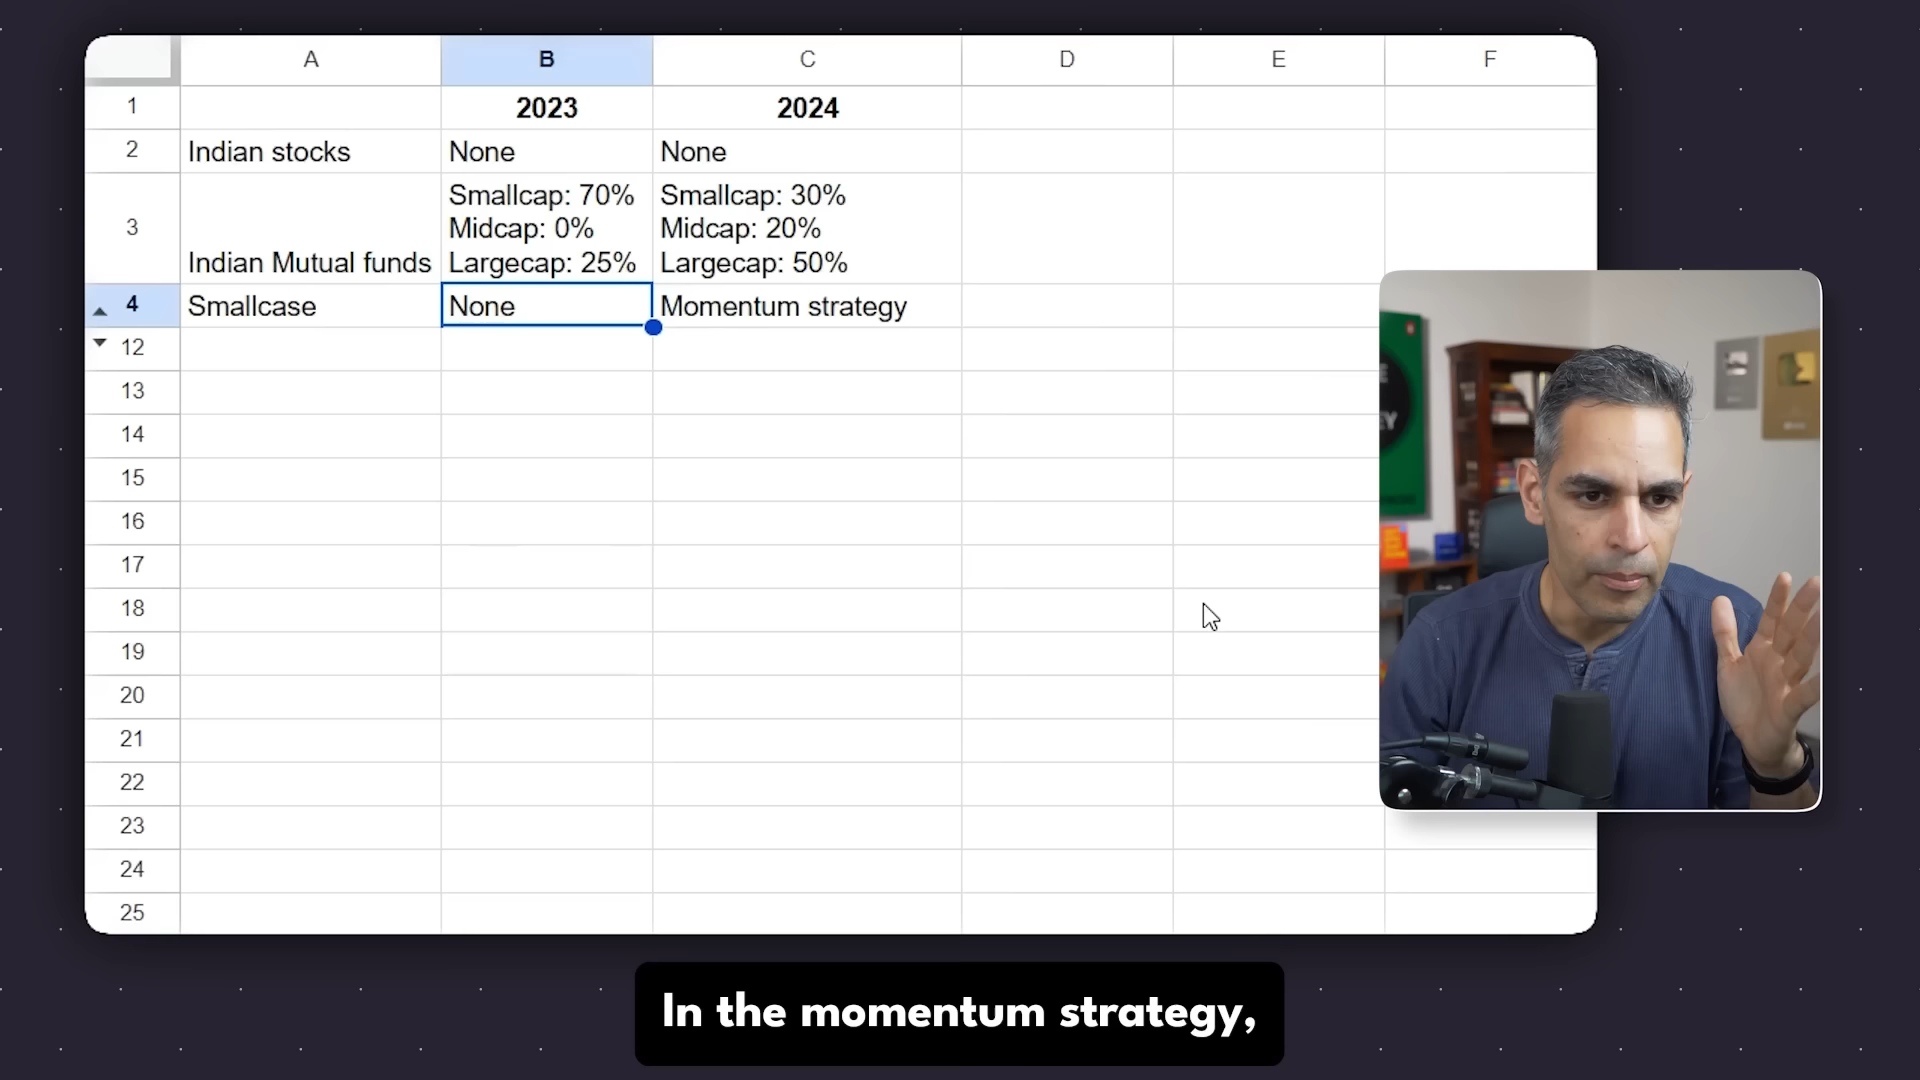 A B C D E F
1 2023 2024
2 Indian stocks None None
Smallcap: 70% Smallcap: 30%
3 Midcap: 0% Midcap: 20%
Indian Mutual funds Largecap: 25% Largecap: 50%
4 Smallcase None Momentum strategy
12
13
14
15
16
17
18
19
20
21
22
23
24
25
In the momentum strategy,